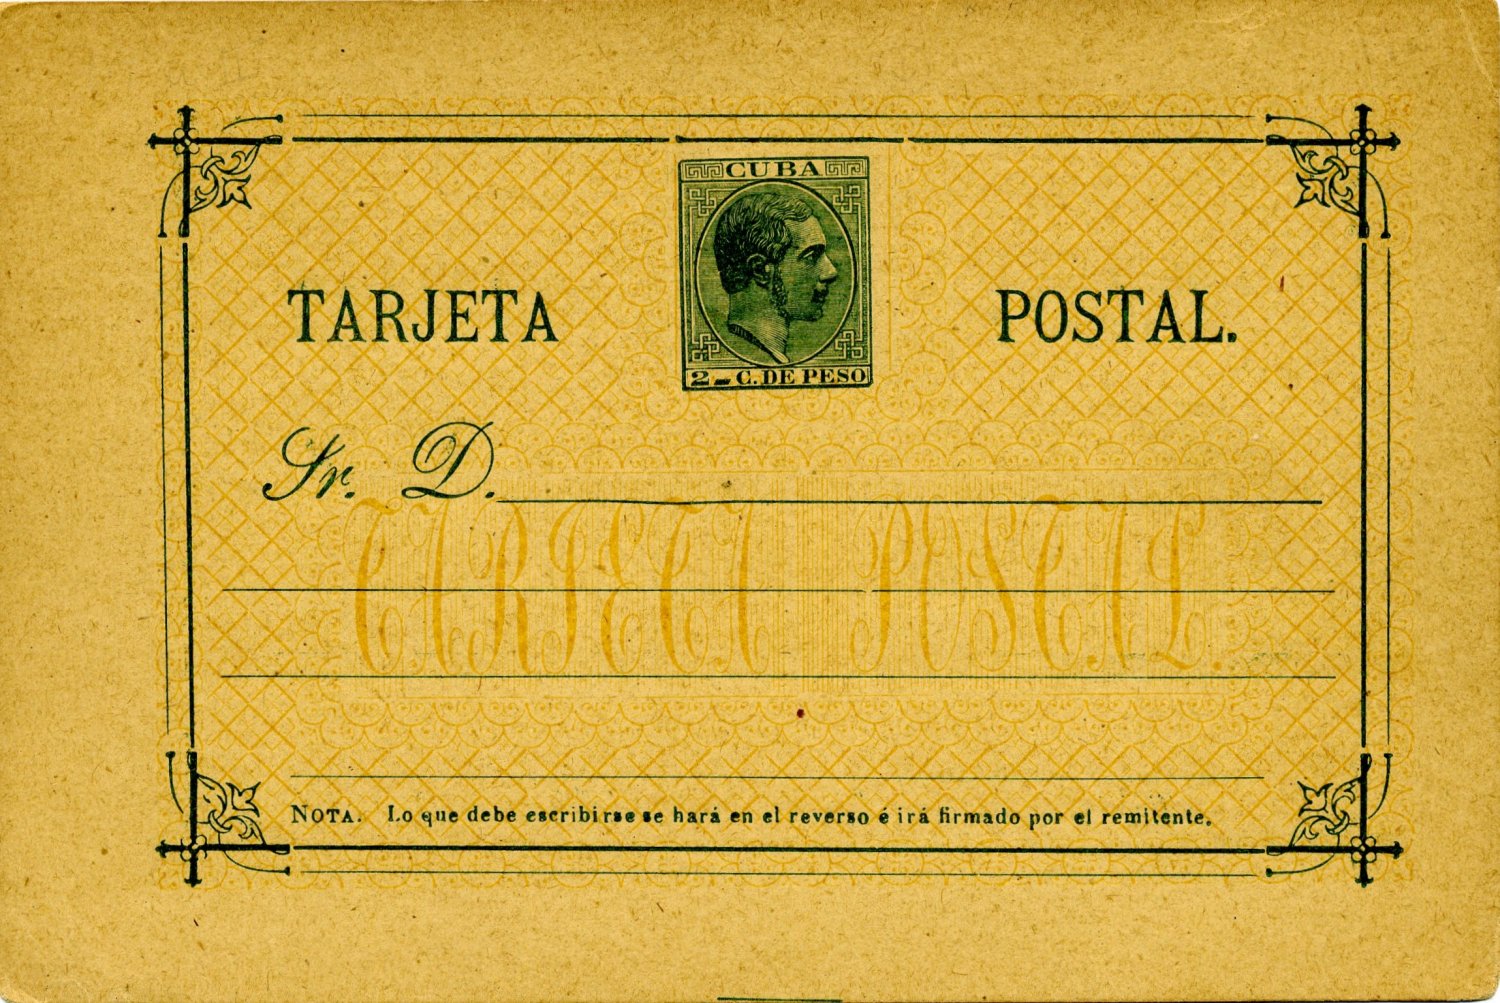 CUBA
TARJETA POSTAL.
2 C. DE PESO
Sr. D.
TARJETA POSTAL.
NOTA. Lo que debe escribirse se hará en el reverso é irá firmado por el remitente.